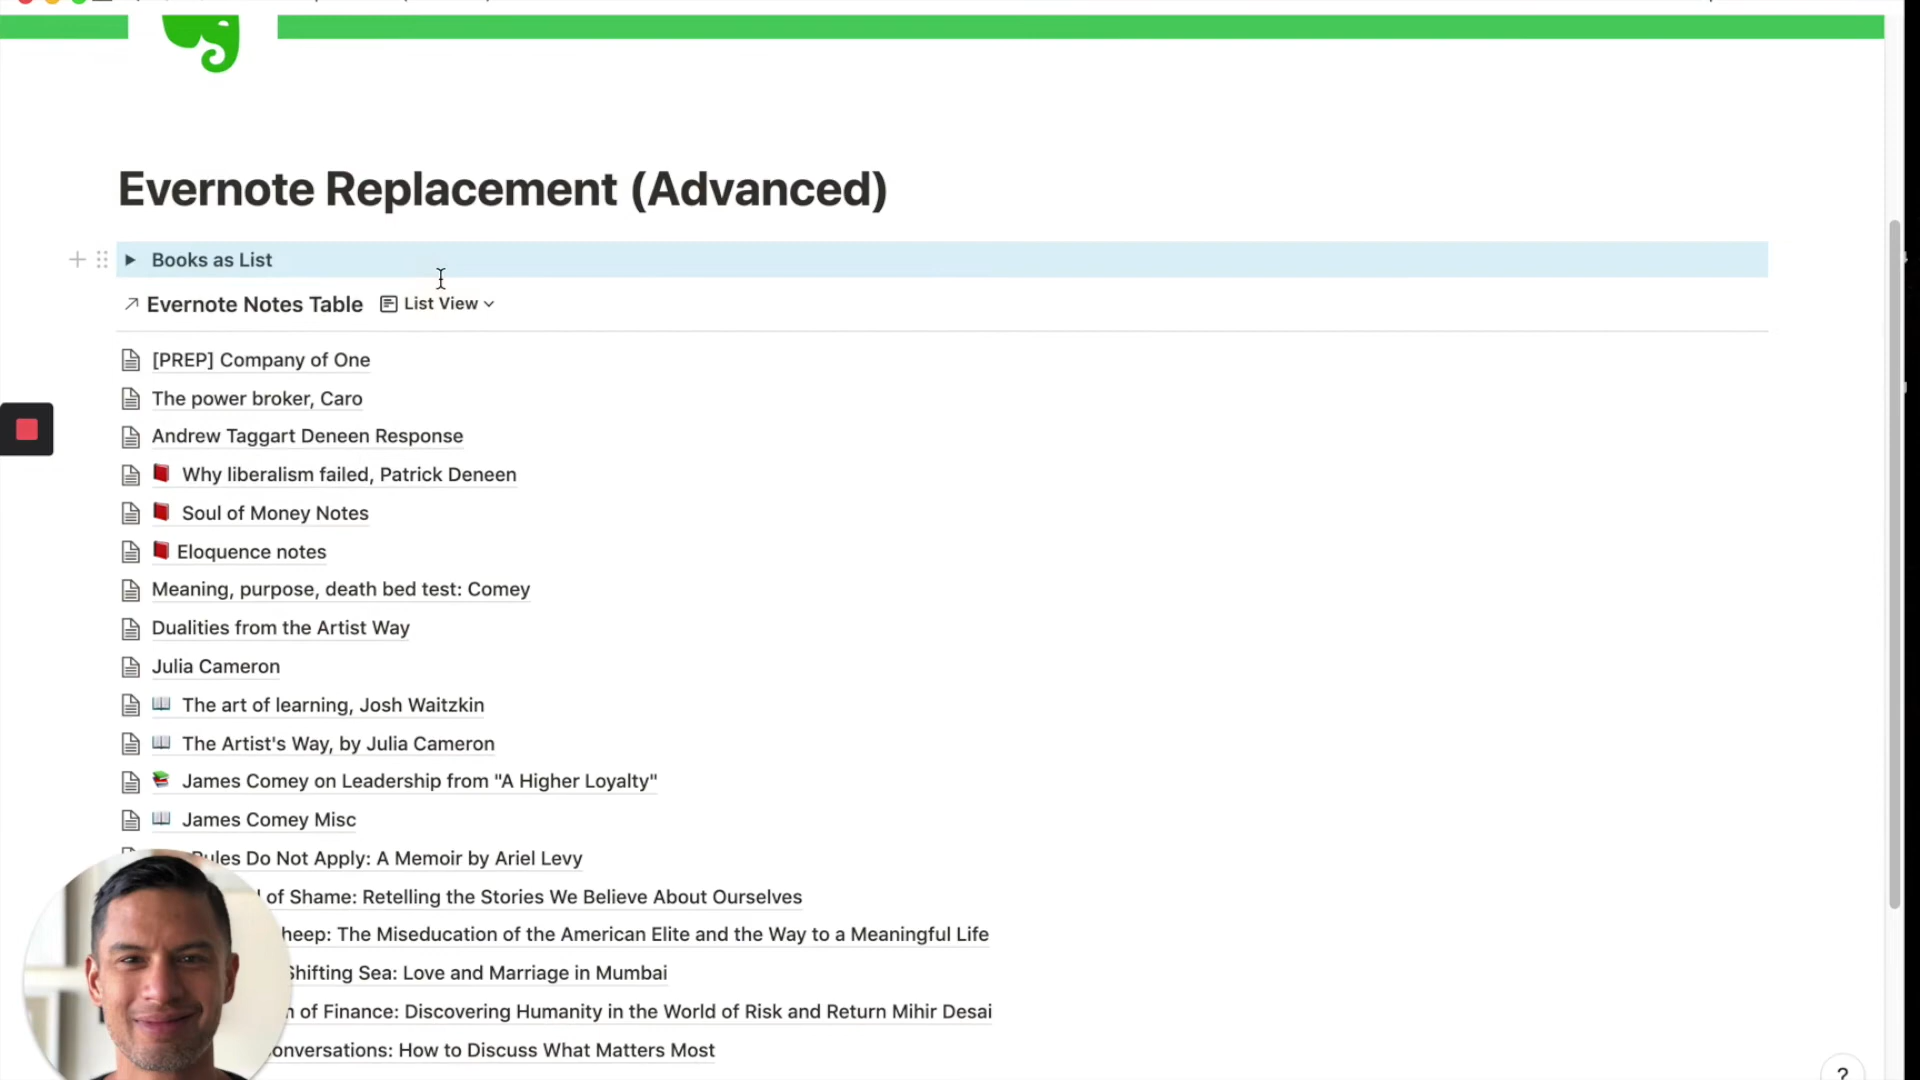 Evernote Replacement (Advanced)
Books as List
Evernote Notes Table List View
[PREP] Company of One
The power broker, Caro
Andrew Taggart Deneen Response
Why liberalism failed, Patrick Deneen
Soul of Money Notes
Eloquence notes
Meaning, purpose, death bed test: Comey
Dualities from the Artist Way
Julia Cameron
The art of learning, Josh Waitzkin
The Artist's Way, by Julia Cameron
James Comey on Leadership from "A Higher Loyalty"
James Comey Misc
Rules Do Not Apply: A Memoir by Ariel Levy
of Shame: Retelling the Stories We Believe About Ourselves
heep: The Miseducation of the American Elite and the Way to a Meaningful Life
Shifting Sea: Love and Marriage in Mumbai
of Finance: Discovering Humanity in the World of Risk and Return Mihir Desai
onversations: How to Discuss What Matters Most
?